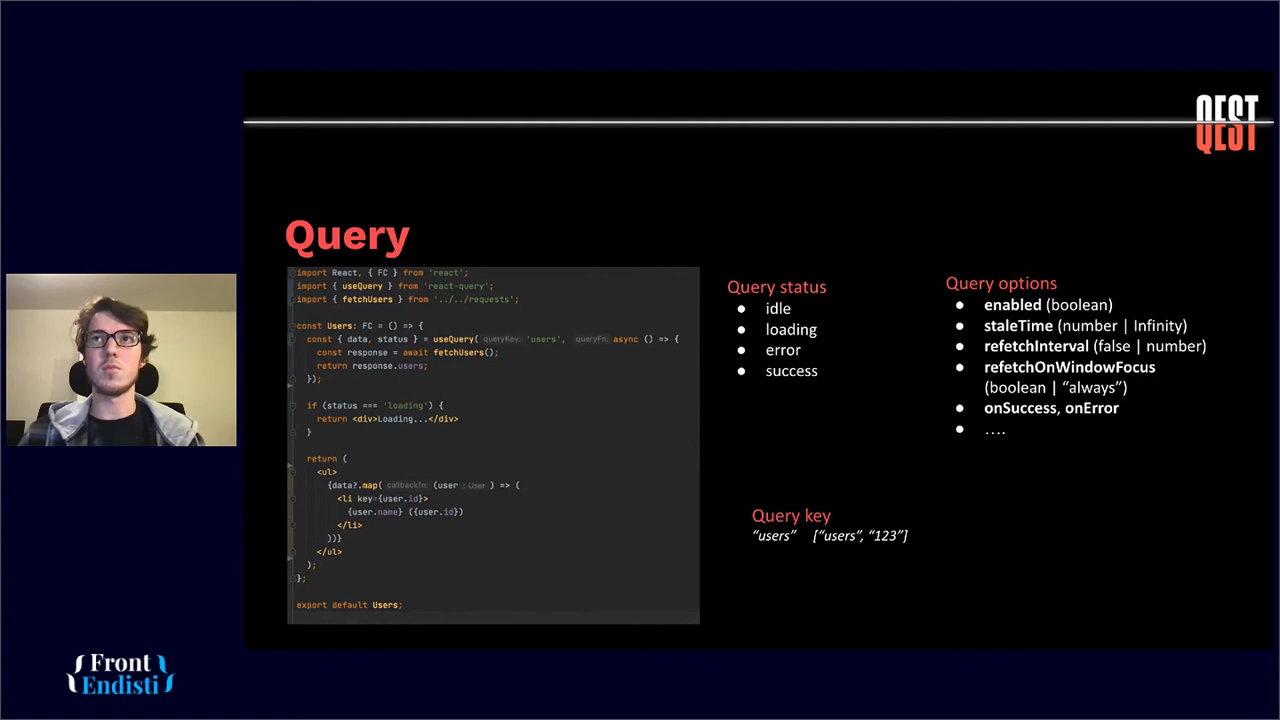 QEST
Query
import React, { FC } from 'react';
import { useQuery } from 'react-query';
import { fetchUsers } from '../../requests';
const Users: FC = () => {
const { data, status } = useQuery( queryKey: 'users', queryFn: async () => {
const response = await fetchUsers();
return response.users;
});
if (status === 'loading') {
return <div>Loading...</div>
}
return (
<ul>
{data?.map( callbackfn: (user : User ) => (
<li key={user.id}>
{user.name} ({user.id})
</li>
))}
</ul>
);
};
export default Users;
Query status
● idle
● loading
● error
● success
Query options
● enabled (boolean)
● staleTime (number | Infinity)
● refetchInterval (false | number)
● refetchOnWindowFocus
(boolean | “always”)
● onSuccess, onError
● ....
Query key
“users” [“users”, “123”]
{Front
Endisti}